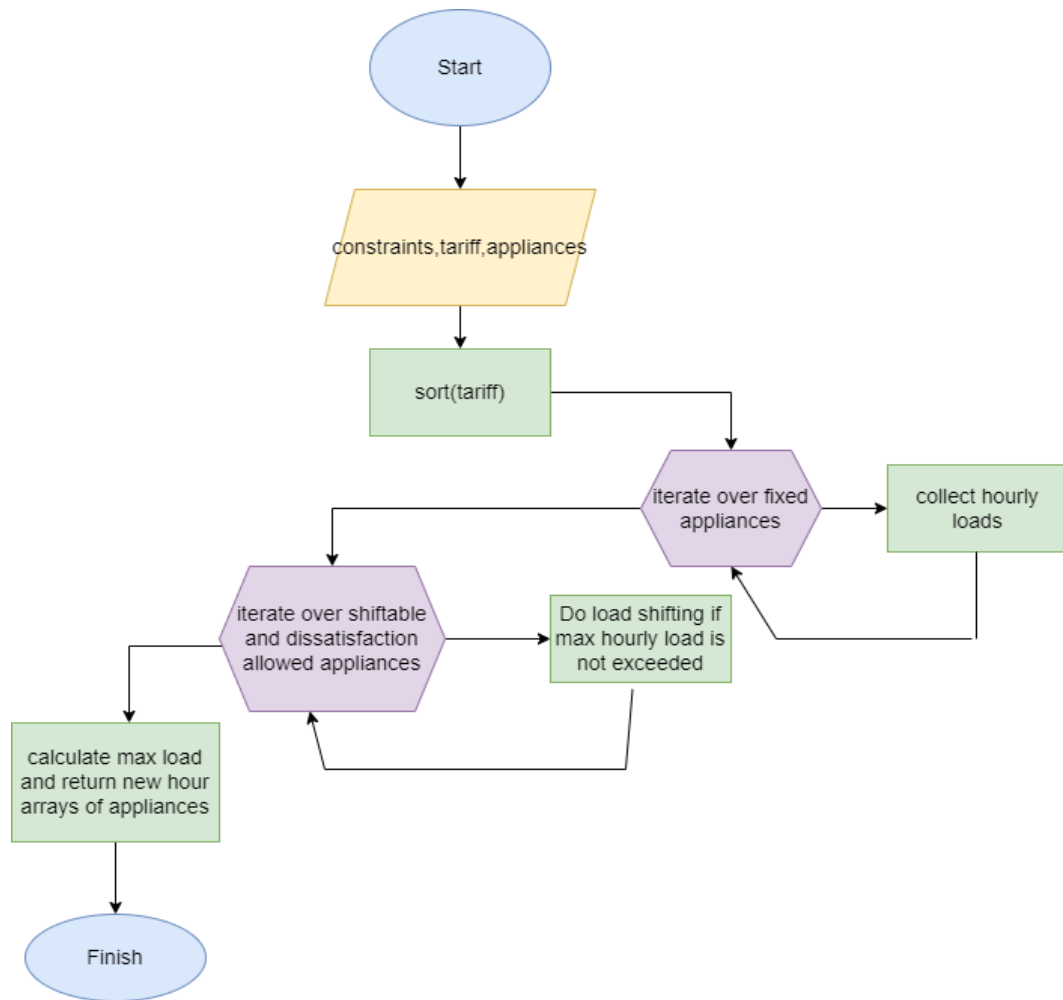 Start
constraints,tariff,appliances
sort(tariff)
iterate over fixed
appliances
collect hourly
loads
iterate over shiftable
and dissatisfaction
allowed appliances
Do load shifting if
max hourly load is
not exceeded
calculate max load
and return new hour
arrays of appliances
Finish